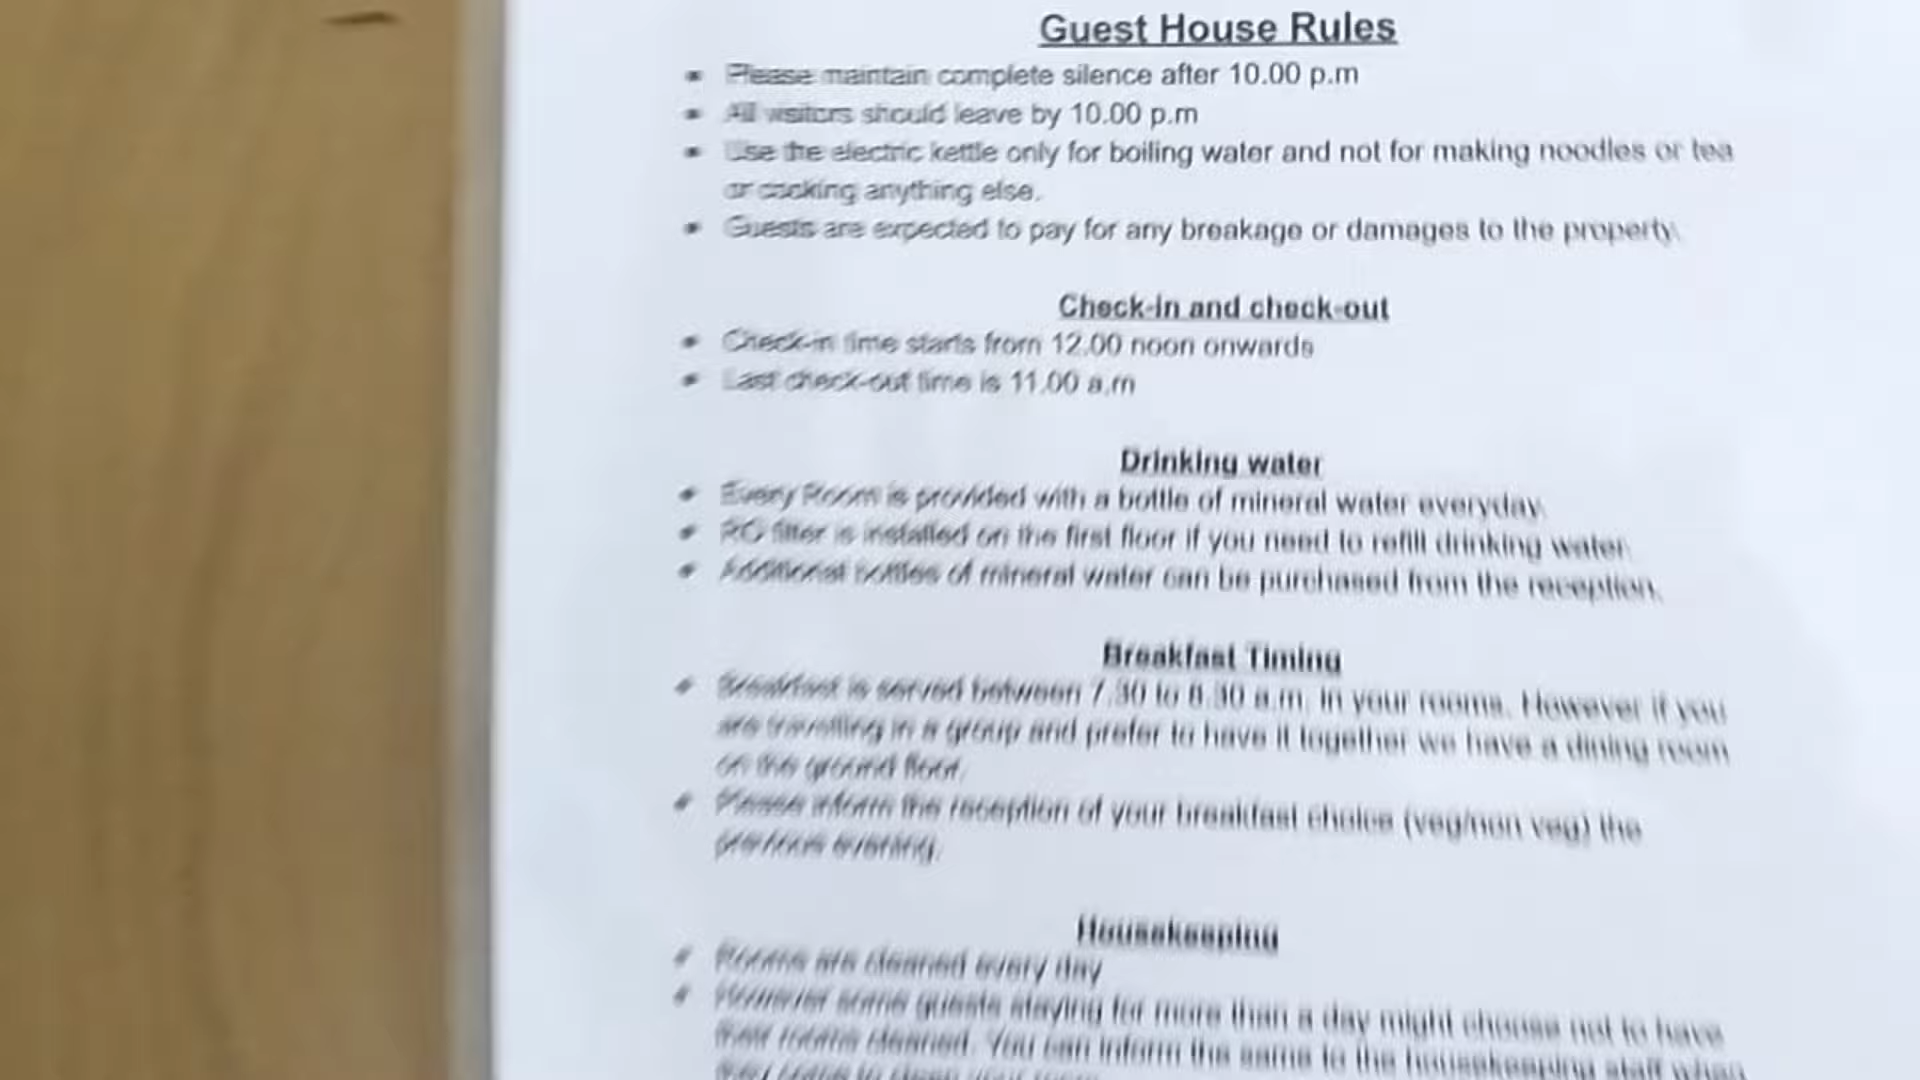 Guest House Rules
Please maintain complete silence after 10.00 p.m
All visitors should leave by 10.00 p.m
Use the electric kettle only for boiling water and not for making noodles or tea
or cooking anything else.
Guests are expected to pay for any breakage or damages to the property.
Check-in and check-out
Check-in time starts from 12.00 noon onwards
Last check-out time is 11.00 a.m
Drinking water
Every Room is provided with a bottle of mineral water everyday.
RO filter is installed on the first floor if you need to refill drinking water.
Additional bottles of mineral water can be purchased from the reception.
Breakfast Timing
Breakfast is served between 7.30 to 8.30 a.m. In your rooms. However if you
are travelling in a group and prefer to have it together we have a dining room
on the ground floor.
Please inform the reception of your breakfast choice (veg/non veg) the
previous evening.
Housekeeping
Rooms are cleaned every day
However some guests staying for more than a day might choose not to have
their rooms cleaned. You can inform the same to the housekeeping staff when